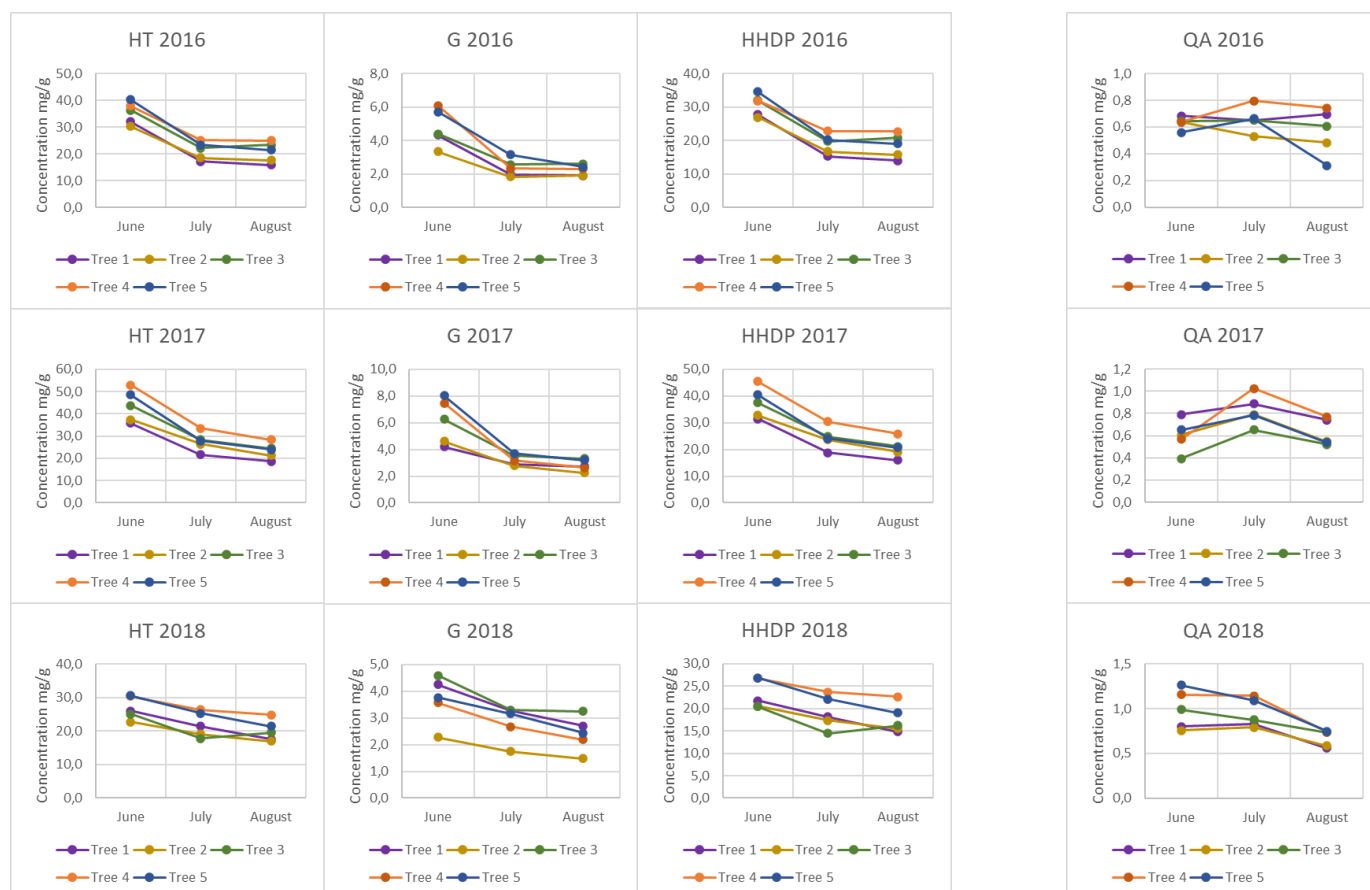 HT 2016
Concentration mg/g
50,0
40,0
30,0
20,0
10,0
0,0
June July August
Tree 1 Tree 2 Tree 3
Tree 4 Tree 5
G 2016
Concentration mg/g
8,0
6,0
4,0
2,0
0,0
June July August
Tree 1 Tree 2 Tree 3
Tree 4 Tree 5
HHDP 2016
Concentration mg/g
40,0
30,0
20,0
10,0
0,0
June July August
Tree 1 Tree 2 Tree 3
Tree 4 Tree 5
QA 2016
Concentration mg/g
1,0
0,8
0,6
0,4
0,2
0,0
June July August
Tree 1 Tree 2 Tree 3
Tree 4 Tree 5
HT 2017
Concentration mg/g
60,0
50,0
40,0
30,0
20,0
10,0
0,0
June July August
Tree 1 Tree 2 Tree 3
Tree 4 Tree 5
G 2017
Concentration mg/g
10,0
8,0
6,0
4,0
2,0
0,0
June July August
Tree 1 Tree 2 Tree 3
Tree 4 Tree 5
HHDP 2017
Concentration mg/g
50,0
40,0
30,0
20,0
10,0
0,0
June July August
Tree 1 Tree 2 Tree 3
Tree 4 Tree 5
QA 2017
Concentration mg/g
1,2
1,0
0,8
0,6
0,4
0,2
0,0
June July August
Tree 1 Tree 2 Tree 3
Tree 4 Tree 5
HT 2018
Concentration mg/g
40,0
30,0
20,0
10,0
0,0
June July August
Tree 1 Tree 2 Tree 3
Tree 4 Tree 5
G 2018
Concentration mg/g
5,0
4,0
3,0
2,0
1,0
0,0
June July August
Tree 1 Tree 2 Tree 3
Tree 4 Tree 5
HHDP 2018
Concentration mg/g
30,0
25,0
20,0
15,0
10,0
5,0
0,0
June July August
Tree 1 Tree 2 Tree 3
Tree 4 Tree 5
QA 2018
Concentration mg/g
1,5
1,0
0,5
0,0
June July August
Tree 1 Tree 2 Tree 3
Tree 4 Tree 5